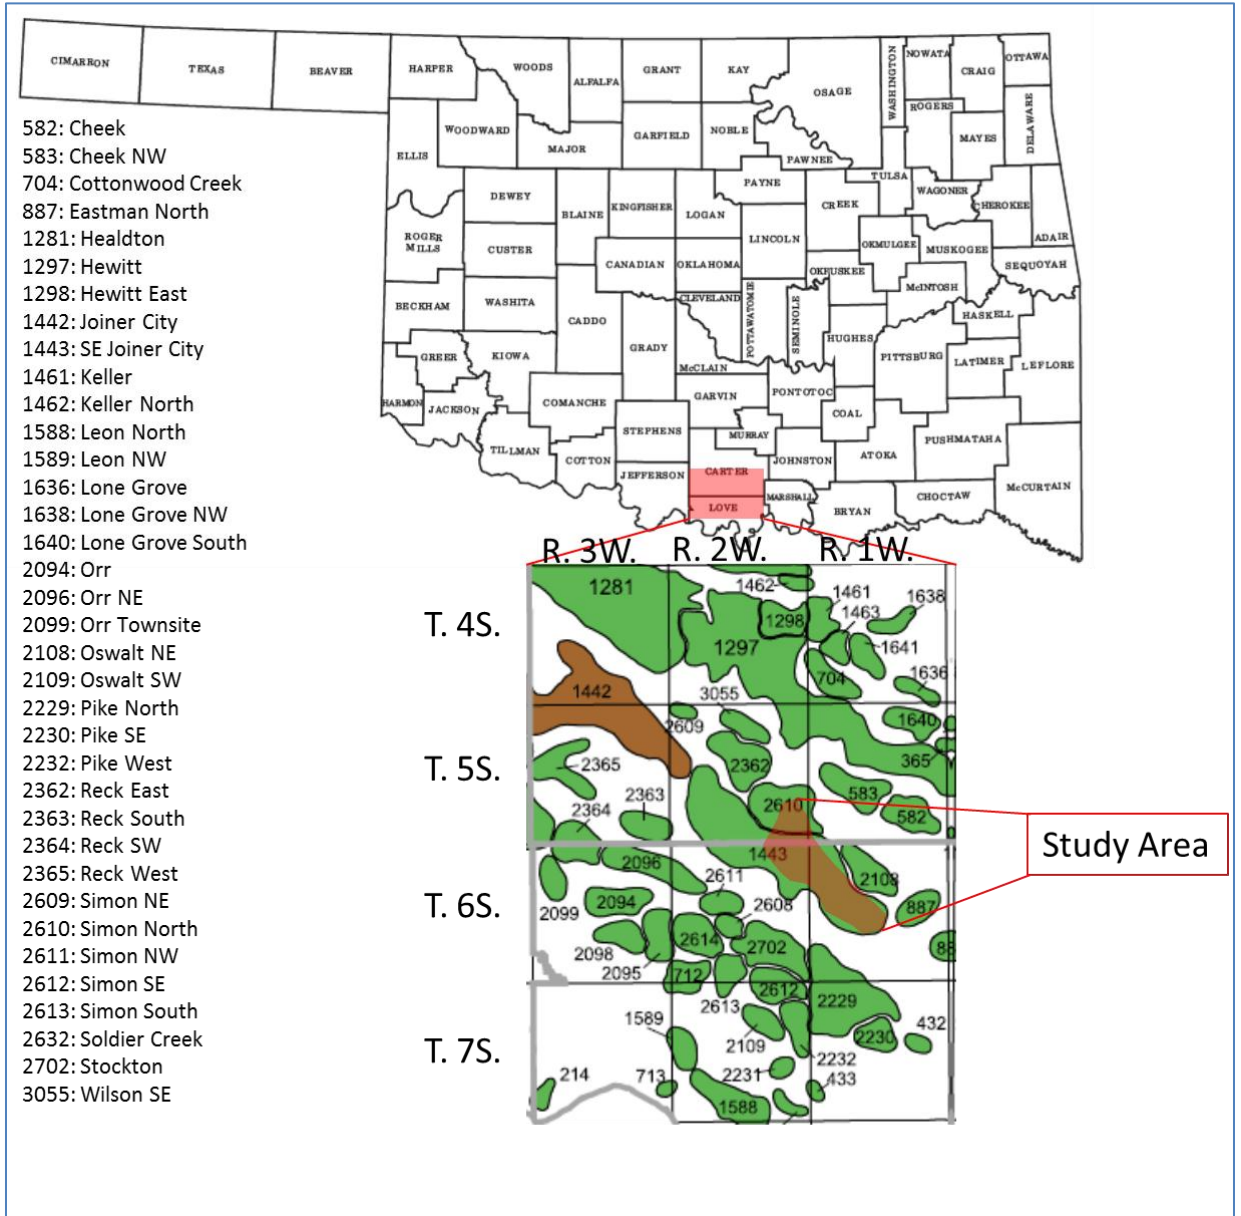 CIMARRON
TEXAS
BEAVER
HARPER
WOODS
ALFALFA
GRANT
KAY
OSAGE
WASHINGTON
NOWATA
CRAIG
OTTAWA
ROGERS
DELAWARE
ELLIS
WOODWARD
MAJOR
GARFIELD
NOBLE
PAWNEE
MAYES
DEWEY
BLAINE
KINGFISHER
LOGAN
PAYNE
CREEK
TULSA
WAGONER
CHEROKEE
ADAIR
ROGER
MILLS
CUSTER
CANADIAN
OKLAHOMA
LINCOLN
OKMULGEE
MUSKOGEE
OKFUSKEE
SEQUOYAH
McINTOSH
BECKHAM
WASHITA
CADDO
CLEVELAND
POTTAWATOMIE
SEMINOLE
HUGHES
HASKELL
PITTSBURG
LATIMER
LEFLORE
GREER
KIOWA
GRADY
McCLAIN
HARMON
JACKSON
COMANCHE
GARVIN
PONTOTOC
COAL
STEPHENS
MURRAY
PUSHMATAHA
TILLMAN
COTTON
JEFFERSON
CARTER
JOHNSTON
ATOKA
LOVE
MARSHALL
BRYAN
CHOCTAW
McCURTAIN
582: Cheek
583: Cheek NW
704: Cottonwood Creek
887: Eastman North
1281: Healdton
1297: Hewitt
1298: Hewitt East
1442: Joiner City
1443: SE Joiner City
1461: Keller
1462: Keller North
1588: Leon North
1589: Leon NW
1636: Lone Grove
1638: Lone Grove NW
1640: Lone Grove South
2094: Orr
2096: Orr NE
2099: Orr Townsite
2108: Oswalt NE
2109: Oswalt SW
2229: Pike North
2230: Pike SE
2232: Pike West
2362: Reck East
2363: Reck South
2364: Reck SW
2365: Reck West
2609: Simon NE
2610: Simon North
2611: Simon NW
2612: Simon SE
2613: Simon South
2632: Soldier Creek
2702: Stockton
3055: Wilson SE
R. 3W. R. 2W. R. 1W.
T. 4S.
1281
1462
1461
1638
1298
1463
1297
1641
704
1636
1442
3055
2609
1640
T. 5S.
2365
2362
365
583
2363
2610
582
2364
1443
2096
2108
T. 6S.
2611
2094
887
2099
2608
2614
2702
2098
88
2095
712
2612
2613
2229
1589
432
2109
2230
T. 7S.
2232
214
713
2231
433
1588
Study Area